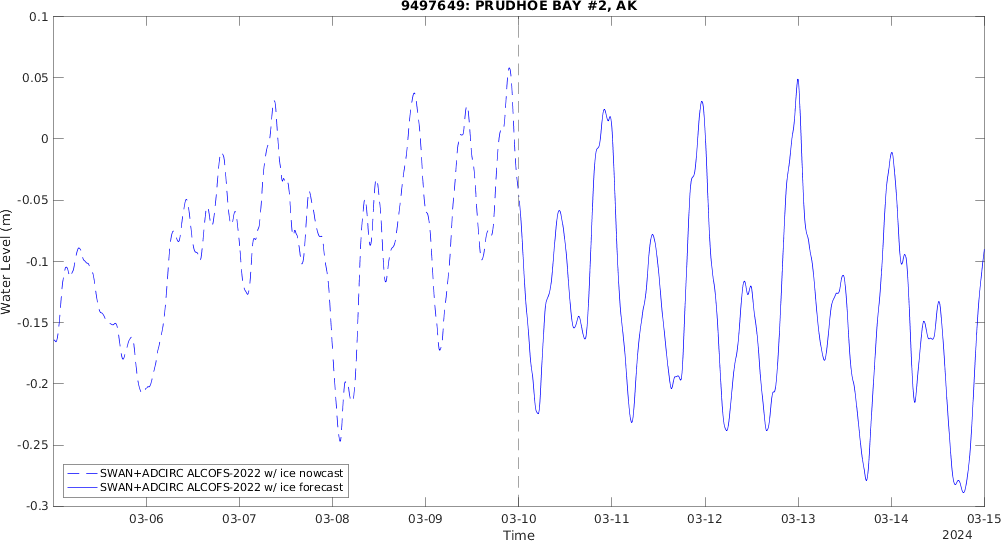 9497649: PRUDHOE BAY #2, AK
0.1
0.05
0
-0.05
-0.1
-0.15
-0.2
-0.25
-0.3
Water Level (m)
SWAN+ADCIRC ALCOFS-2022 w/ ice nowcast
SWAN+ADCIRC ALCOFS-2022 w/ ice forecast
03-06 03-07 03-08 03-09 03-10 03-11 03-12 03-13 03-14 03-15
Time
2024